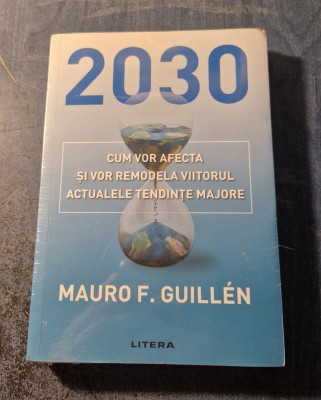 2030
CUM VOR AFECTA
ȘI VOR REMODELA VIITORUL
ACTUALELE TENDINȚE MAJORE
MAURO F. GUILLÉN
LITERA